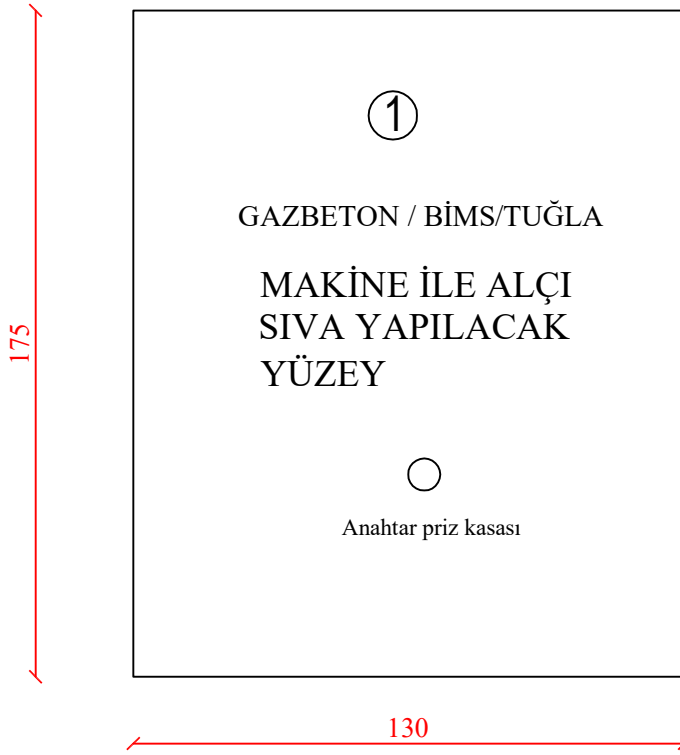 1
GAZBETON / BİMS/TUĞLA
MAKİNE İLE ALÇI
SIVA YAPILACAK
YÜZEY
175
Anahtar priz kasası
130